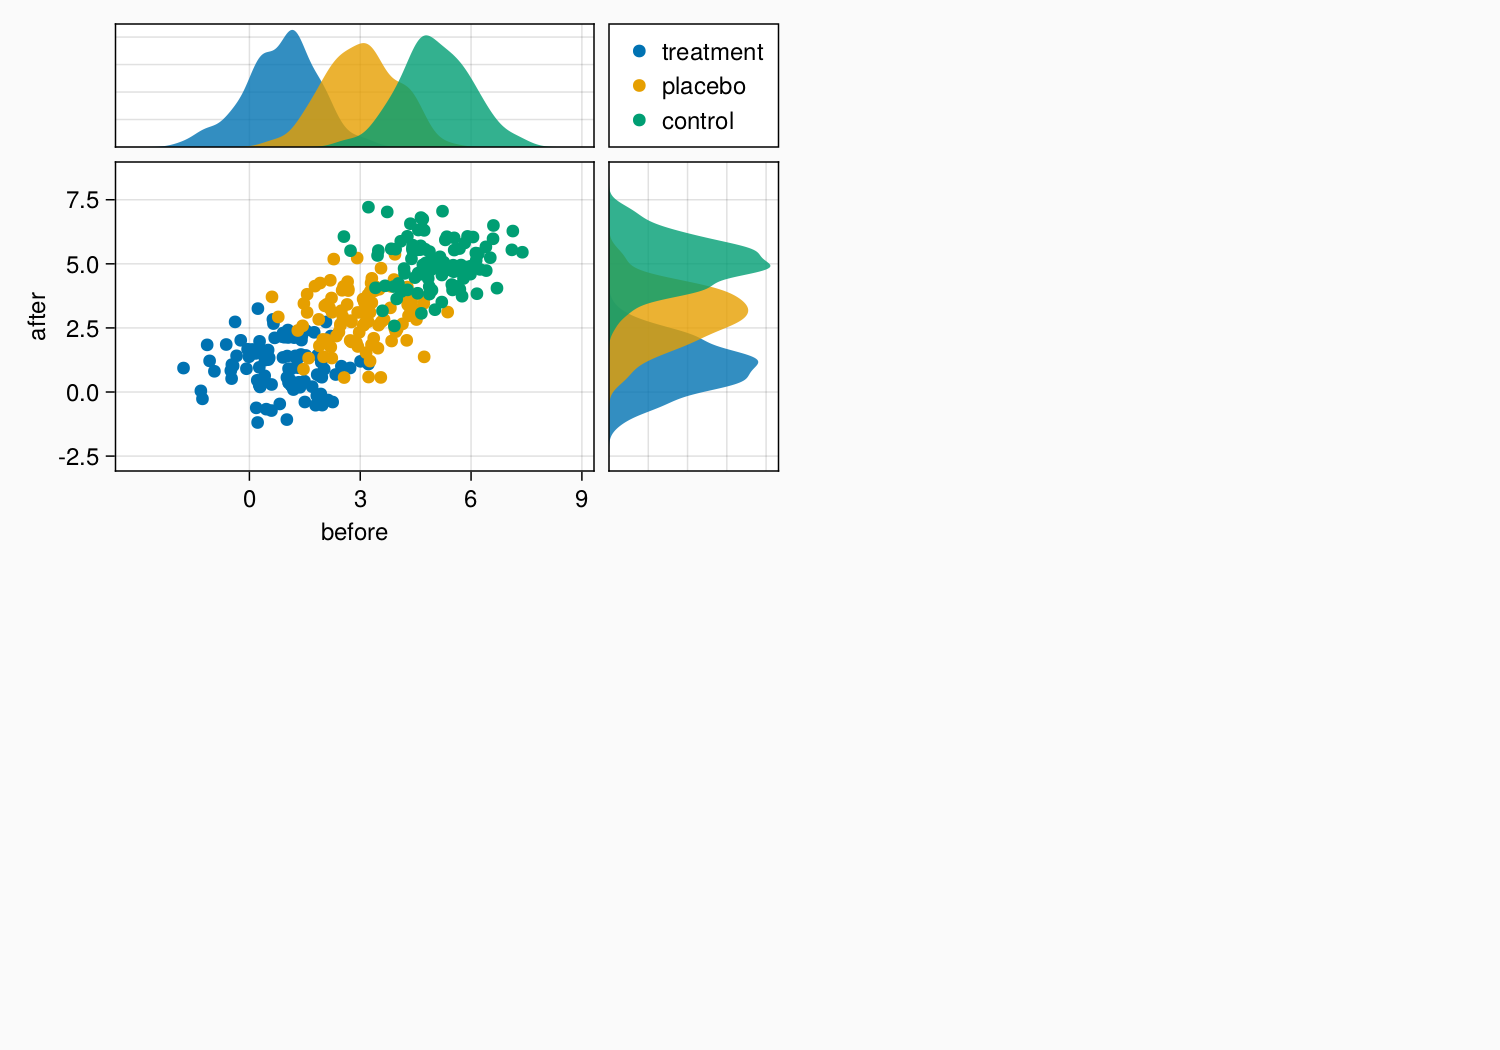 treatment
placebo
control
7.5
5.0
2.5
0.0
-2.5
after
0 3 6 9
before